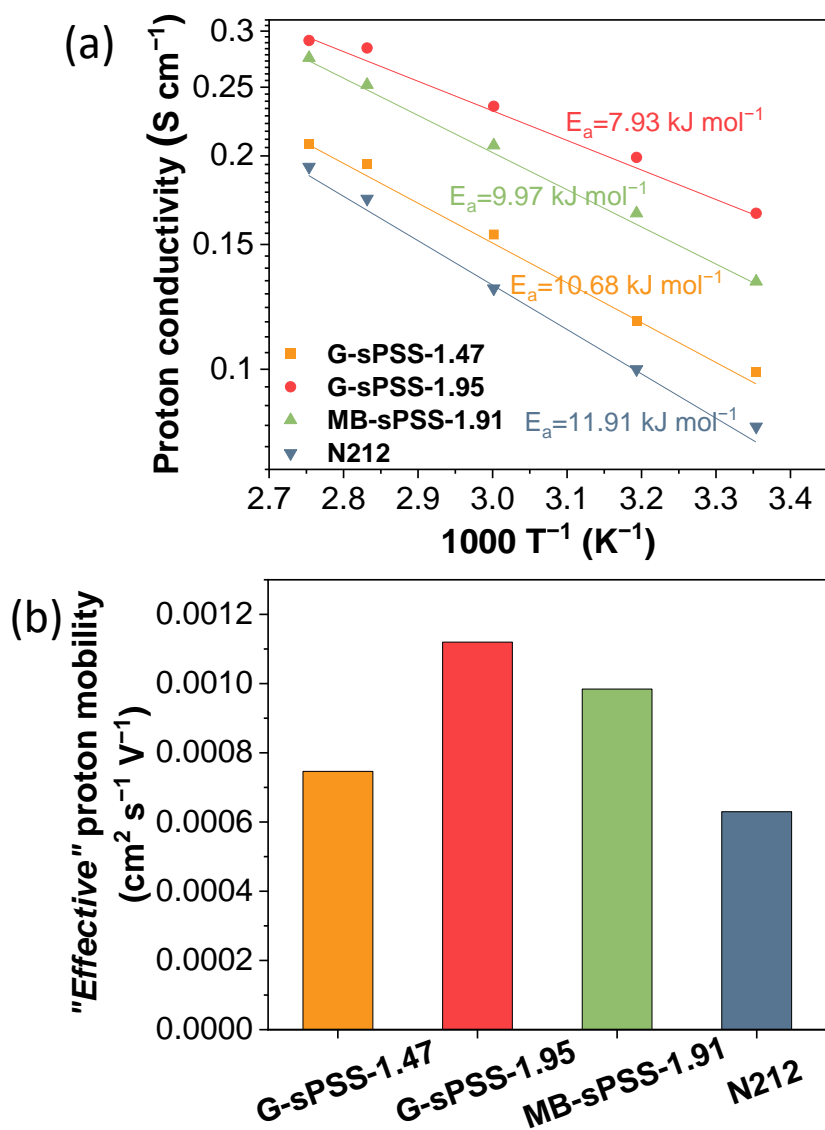 (a)
Proton conductivity (S cm⁻¹)
0.3
0.25
0.2
0.15
0.1
Eₐ=7.93 kJ mol⁻¹
Eₐ=9.97 kJ mol⁻¹
Eₐ=10.68 kJ mol⁻¹
Eₐ=11.91 kJ mol⁻¹
G-sPSS-1.47
G-sPSS-1.95
MB-sPSS-1.91
N212
2.7 2.8 2.9 3.0 3.1 3.2 3.3 3.4
1000 T⁻¹ (K⁻¹)
(b)
"Effective" proton mobility
(cm² s⁻¹ V⁻¹)
0.0012
0.0010
0.0008
0.0006
0.0004
0.0002
0.0000
G-sPSS-1.47
G-sPSS-1.95
MB-sPSS-1.91
N212